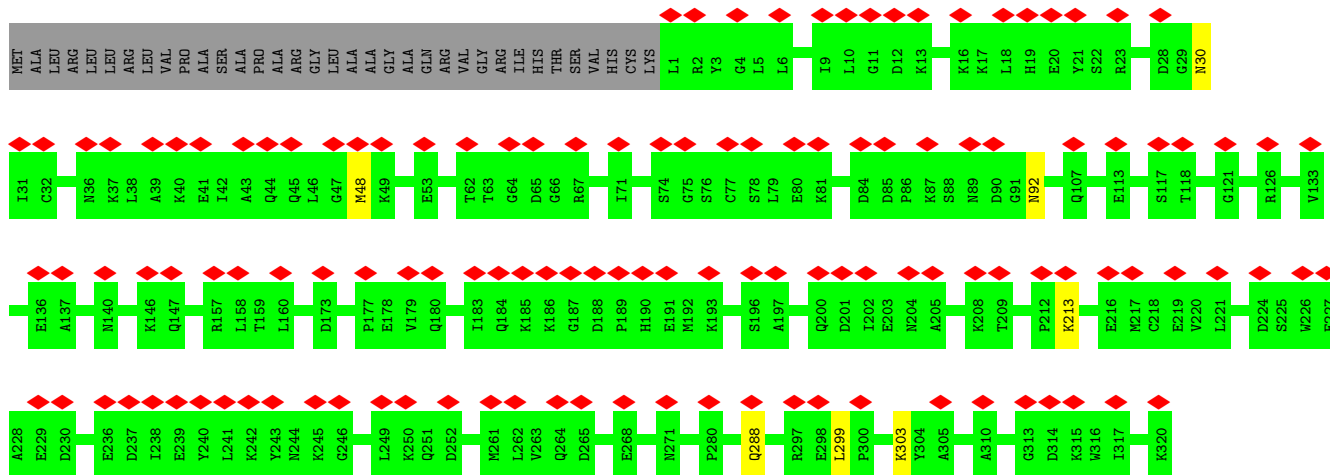 MET ALA LEU ARG LEU LEU ARG LEU VAL PRO ALA SER ALA PRO ALA ARG GLY LEU ALA ALA GLY ALA GLN ARG VAL GLY ARG ILE HIS THR SER VAL HIS CYS LYS L1 R2 Y3 G4 L5 L6 I9 L10 G11 D12 K13 K16 K17 L18 H19 E20 Y21 S22 R23 D28 G29 N30
I31 C32 N36 K37 L38 A39 K40 E41 I42 A43 Q44 Q45 L46 G47 M48 K49 E53 T62 T63 G64 D65 G66 R67 I71 S74 G75 S76 C77 S78 L79 E80 K81 D84 D85 P86 K87 S88 N89 D90 G91 N92 Q107 E113 S117 T118 G121 R126 V133
E136 A137 N140 K146 Q147 R157 L158 T159 L160 D173 P177 E178 V179 Q180 I183 Q184 K185 K186 G187 D188 P189 H190 E191 M192 K193 S196 A197 Q200 D201 I202 E203 N204 A205 K208 T209 P212 K213 E216 M217 C218 E219 V220 L221 D224 S225 W226 E227
A228 E229 D230 E236 D237 I238 E239 Y240 L241 K242 Y243 N244 K245 G246 L249 K250 Q251 D252 M261 L262 V263 Q264 D265 E268 N271 P280 Q288 R297 E298 L299 P300 K303 Y304 A305 A310 G313 D314 K315 W316 I317 K320